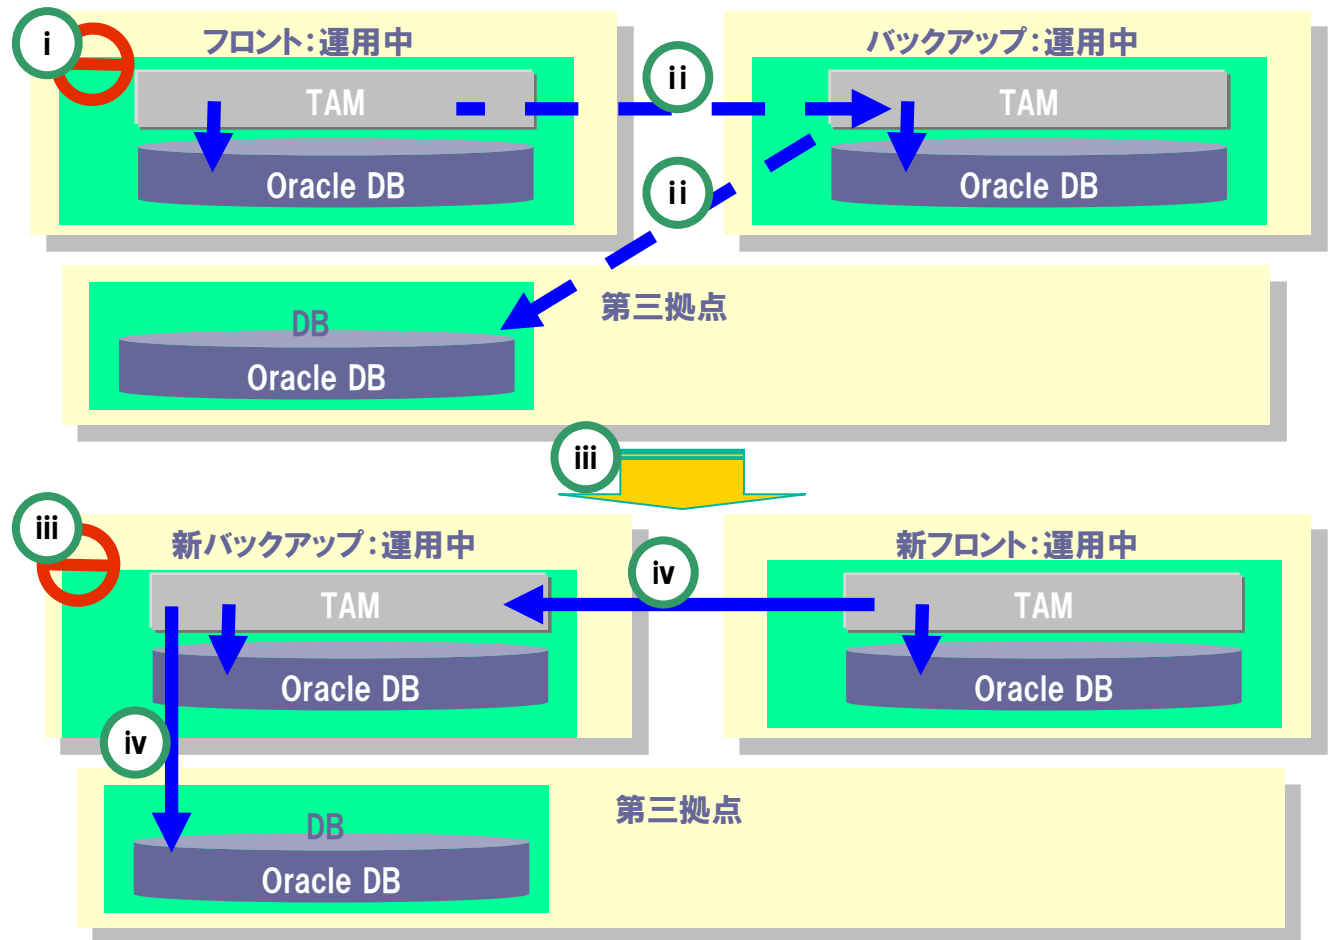 i
フロント：運用中
バックアップ：運用中
ii
TAM
TAM
ii
Oracle DB
Oracle DB
第三拠点
DB
Oracle DB
iii
iii
新バックアップ：運用中
新フロント：運用中
iv
TAM
TAM
Oracle DB
Oracle DB
iv
第三拠点
DB
Oracle DB